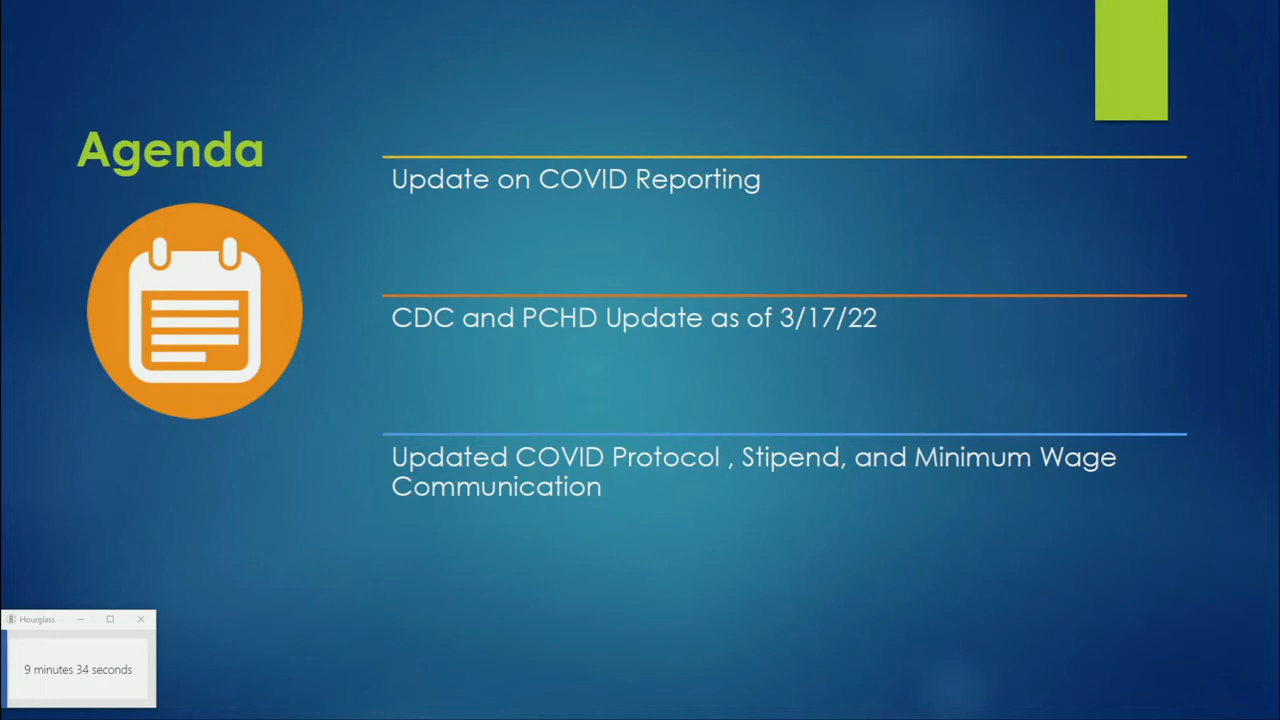 Agenda
Update on COVID Reporting
CDC and PCHD Update as of 3/17/22
Updated COVID Protocol , Stipend, and Minimum Wage
Communication
Hourglass
9 minutes 34 seconds